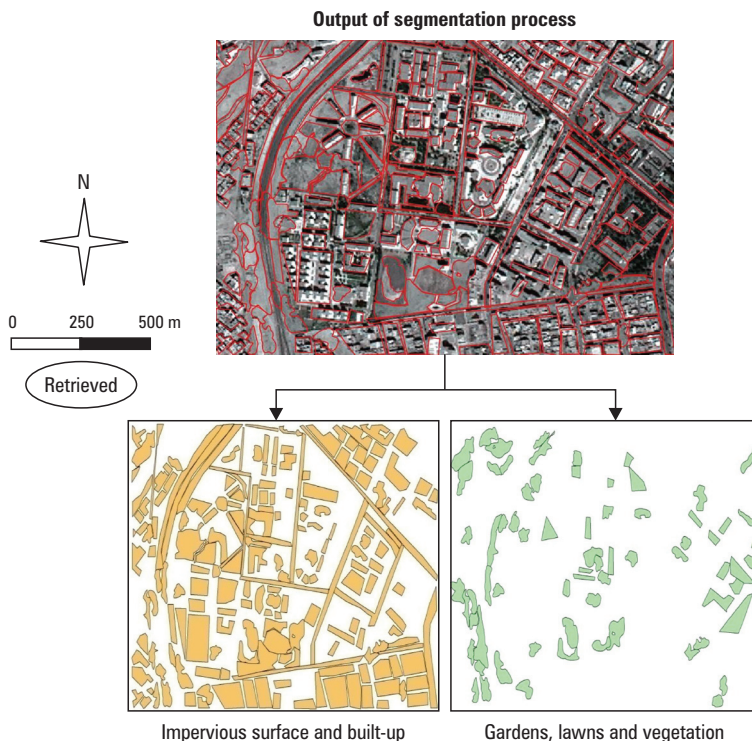 Output of segmentation process
N
0 250 500 m
Retrieved
Impervious surface and built-up
Gardens, lawns and vegetation